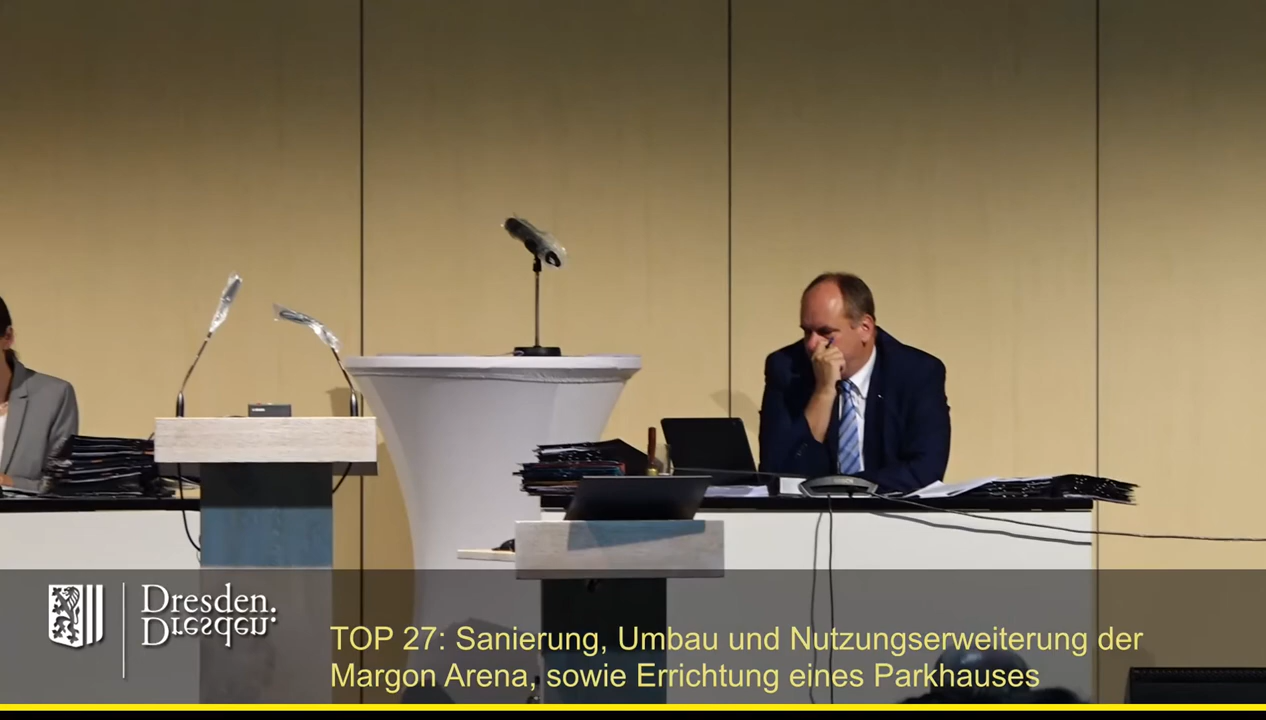 Dresden.
Dresden.
TOP 27: Sanierung, Umbau und Nutzungserweiterung der
Margon Arena, sowie Errichtung eines Parkhauses